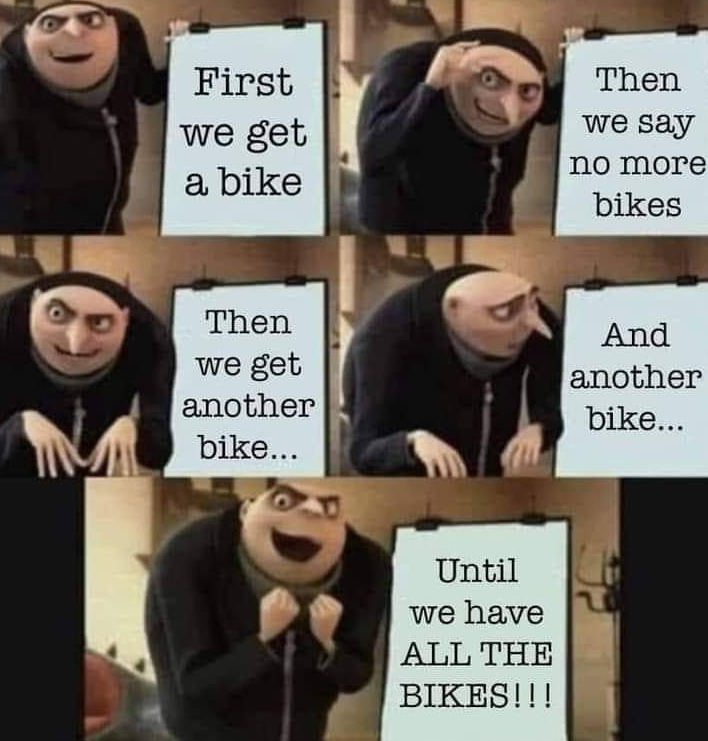 First
we get
a bike
Then
we say
no more
bikes
Then
we get
another
bike...
And
another
bike...
Until
we have
ALL THE
BIKES!!!